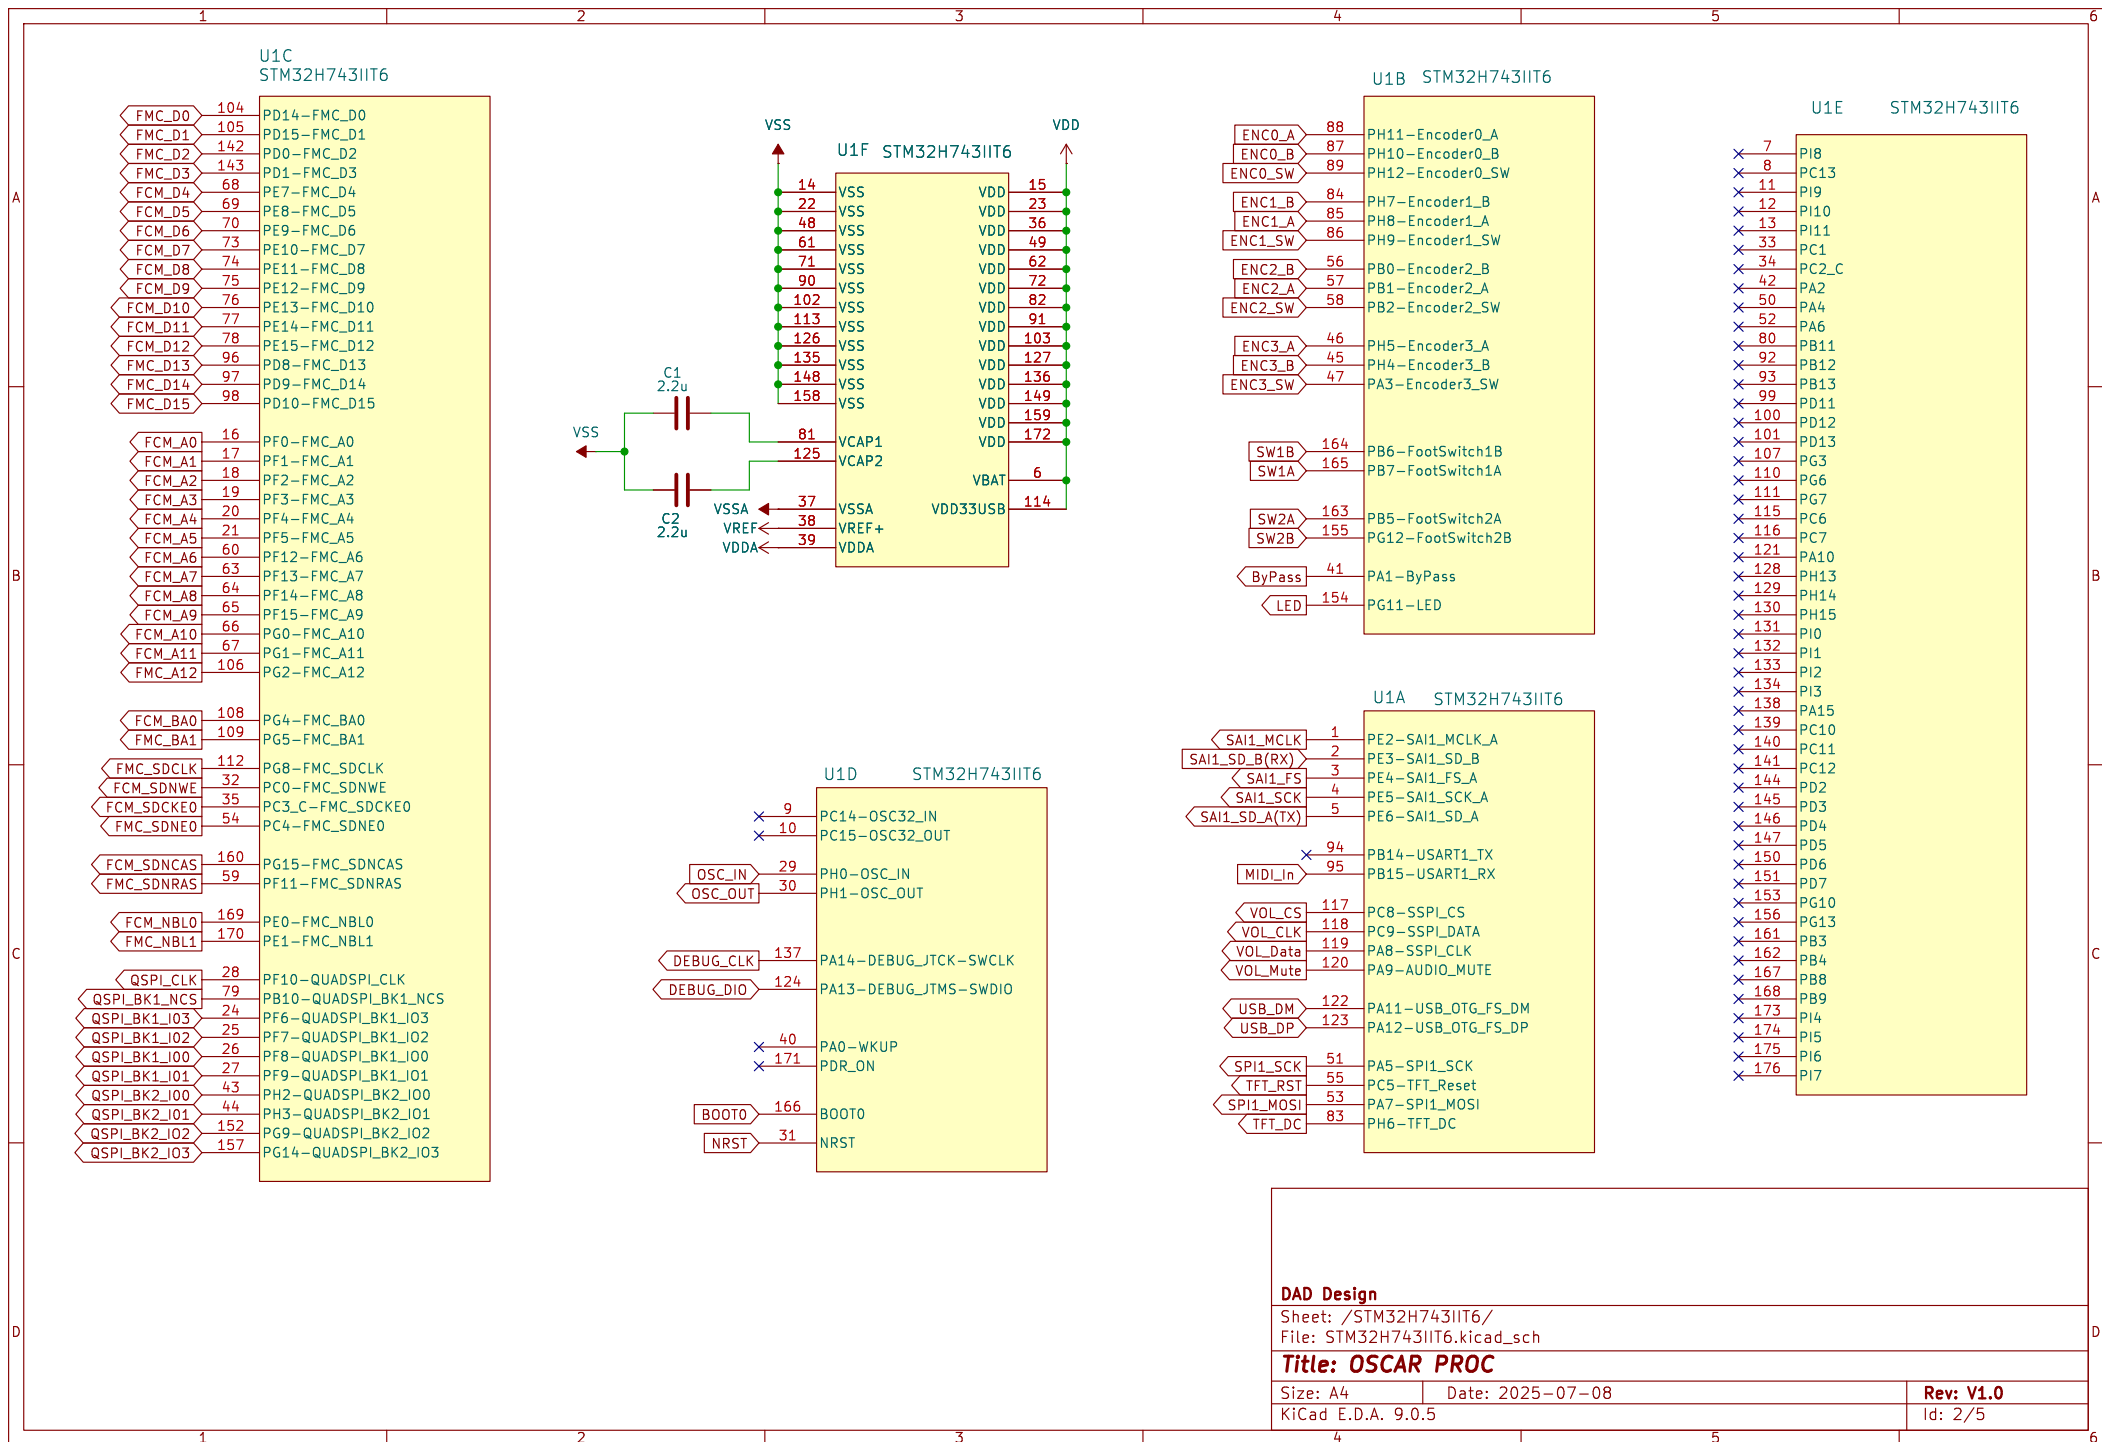 1 2 3 4 5 6
A
B
C
D
A
B
C
D
1 2 3 4 5 6
U1C
STM32H743IIT6
FMC_D0 104 PD14-FMC_D0
FMC_D1 105 PD15-FMC_D1
FMC_D2 142 PD0-FMC_D2
FMC_D3 143 PD1-FMC_D3
FCM_D4 68 PE7-FMC_D4
FCM_D5 69 PE8-FMC_D5
FCM_D6 70 PE9-FMC_D6
FCM_D7 73 PE10-FMC_D7
FCM_D8 74 PE11-FMC_D8
FCM_D9 75 PE12-FMC_D9
FCM_D10 76 PE13-FMC_D10
FCM_D11 77 PE14-FMC_D11
FCM_D12 78 PE15-FMC_D12
FMC_D13 96 PD8-FMC_D13
FMC_D14 97 PD9-FMC_D14
FMC_D15 98 PD10-FMC_D15
FCM_A0 16 PF0-FMC_A0
FCM_A1 17 PF1-FMC_A1
FCM_A2 18 PF2-FMC_A2
FCM_A3 19 PF3-FMC_A3
FCM_A4 20 PF4-FMC_A4
FCM_A5 21 PF5-FMC_A5
FCM_A6 60 PF12-FMC_A6
FCM_A7 63 PF13-FMC_A7
FCM_A8 64 PF14-FMC_A8
FCM_A9 65 PF15-FMC_A9
FCM_A10 66 PG0-FMC_A10
FCM_A11 67 PG1-FMC_A11
FMC_A12 106 PG2-FMC_A12
FCM_BA0 108 PG4-FMC_BA0
FMC_BA1 109 PG5-FMC_BA1
FMC_SDCLK 112 PG8-FMC_SDCLK
FCM_SDNWE 32 PC0-FMC_SDNWE
FCM_SDCKE0 35 PC3_C-FMC_SDCKE0
FMC_SDNE0 54 PC4-FMC_SDNE0
FCM_SDNCAS 160 PG15-FMC_SDNCAS
FMC_SDNRAS 59 PF11-FMC_SDNRAS
FCM_NBL0 169 PE0-FMC_NBL0
FMC_NBL1 170 PE1-FMC_NBL1
QSPI_CLK 28 PF10-QUADSPI_CLK
QSPI_BK1_NCS 79 PB10-QUADSPI_BK1_NCS
QSPI_BK1_IO3 24 PF6-QUADSPI_BK1_IO3
QSPI_BK1_IO2 25 PF7-QUADSPI_BK1_IO2
QSPI_BK1_IO0 26 PF8-QUADSPI_BK1_IO0
QSPI_BK1_IO1 27 PF9-QUADSPI_BK1_IO1
QSPI_BK2_IO0 43 PH2-QUADSPI_BK2_IO0
QSPI_BK2_IO1 44 PH3-QUADSPI_BK2_IO1
QSPI_BK2_IO2 152 PG9-QUADSPI_BK2_IO2
QSPI_BK2_IO3 157 PG14-QUADSPI_BK2_IO3
VSS
VDD
U1F STM32H743IIT6
14 VSS VDD 15
22 VSS VDD 23
48 VSS VDD 36
61 VSS VDD 49
71 VSS VDD 62
90 VSS VDD 72
102 VSS VDD 82
113 VSS VDD 91
126 VSS VDD 103
135 VSS VDD 127
148 VSS VDD 136
158 VSS VDD 149
VDD 159
81 VCAP1 VDD 172
125 VCAP2
VBAT 6
VSSA 37 VSSA VDD33USB 114
VREF 38 VREF+
VDDA 39 VDDA
C1
2.2u
VSS
C2
2.2u
U1D STM32H743IIT6
9 PC14-OSC32_IN
10 PC15-OSC32_OUT
OSC_IN 29 PH0-OSC_IN
OSC_OUT 30 PH1-OSC_OUT
DEBUG_CLK 137 PA14-DEBUG_JTCK-SWCLK
DEBUG_DIO 124 PA13-DEBUG_JTMS-SWDIO
40 PA0-WKUP
171 PDR_ON
BOOT0 166 BOOT0
NRST 31 NRST
U1B STM32H743IIT6
ENC0_A 88 PH11-Encoder0_A
ENC0_B 87 PH10-Encoder0_B
ENC0_SW 89 PH12-Encoder0_SW
ENC1_B 84 PH7-Encoder1_B
ENC1_A 85 PH8-Encoder1_A
ENC1_SW 86 PH9-Encoder1_SW
ENC2_B 56 PB0-Encoder2_B
ENC2_A 57 PB1-Encoder2_A
ENC2_SW 58 PB2-Encoder2_SW
ENC3_A 46 PH5-Encoder3_A
ENC3_B 45 PH4-Encoder3_B
ENC3_SW 47 PA3-Encoder3_SW
SW1B 164 PB6-FootSwitch1B
SW1A 165 PB7-FootSwitch1A
SW2A 163 PB5-FootSwitch2A
SW2B 155 PG12-FootSwitch2B
ByPass 41 PA1-ByPass
LED 154 PG11-LED
U1A STM32H743IIT6
SAI1_MCLK 1 PE2-SAI1_MCLK_A
SAI1_SD_B(RX) 2 PE3-SAI1_SD_B
SAI1_FS 3 PE4-SAI1_FS_A
SAI1_SCK 4 PE5-SAI1_SCK_A
SAI1_SD_A(TX) 5 PE6-SAI1_SD_A
94 PB14-USART1_TX
MIDI_In 95 PB15-USART1_RX
VOL_CS 117 PC8-SSPI_CS
VOL_CLK 118 PC9-SSPI_DATA
VOL_Data 119 PA8-SSPI_CLK
VOL_Mute 120 PA9-AUDIO_MUTE
USB_DM 122 PA11-USB_OTG_FS_DM
USB_DP 123 PA12-USB_OTG_FS_DP
SPI1_SCK 51 PA5-SPI1_SCK
TFT_RST 55 PC5-TFT_Reset
SPI1_MOSI 53 PA7-SPI1_MOSI
TFT_DC 83 PH6-TFT_DC
U1E STM32H743IIT6
7 PI8
8 PC13
11 PI9
12 PI10
13 PI11
33 PC1
34 PC2_C
42 PA2
50 PA4
52 PA6
80 PB11
92 PB12
93 PB13
99 PD11
100 PD12
101 PD13
107 PG3
110 PG6
111 PG7
115 PC6
116 PC7
121 PA10
128 PH13
129 PH14
130 PH15
131 PI0
132 PI1
133 PI2
134 PI3
138 PA15
139 PC10
140 PC11
141 PC12
144 PD2
145 PD3
146 PD4
147 PD5
150 PD6
151 PD7
153 PG10
156 PG13
161 PB3
162 PB4
167 PB8
168 PB9
173 PI4
174 PI5
175 PI6
176 PI7
DAD Design
Sheet: /STM32H743IIT6/
File: STM32H743IIT6.kicad_sch
Title: OSCAR PROC
Size: A4 Date: 2025-07-08 Rev: V1.0
KiCad E.D.A. 9.0.5 Id: 2/5